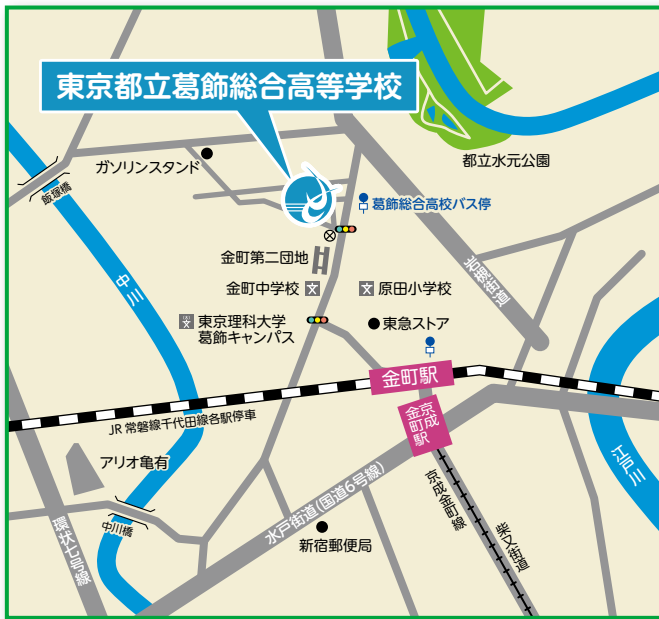 東京都立葛飾総合高等学校
ガソリンスタンド
都立水元公園
飯塚橋
葛飾総合高校バス停
中川
金町第二団地
岩槻街道
金町中学校
文
文
原田小学校
文
東京理科大学
葛飾キャンパス
東急ストア
金町駅
JR 常磐線千代田線各駅停車
京成
金町駅
アリオ亀有
江戸川
水戸街道(国道6号線)
京成金町線
柴又街道
中川橋
環状七号線
新宿郵便局